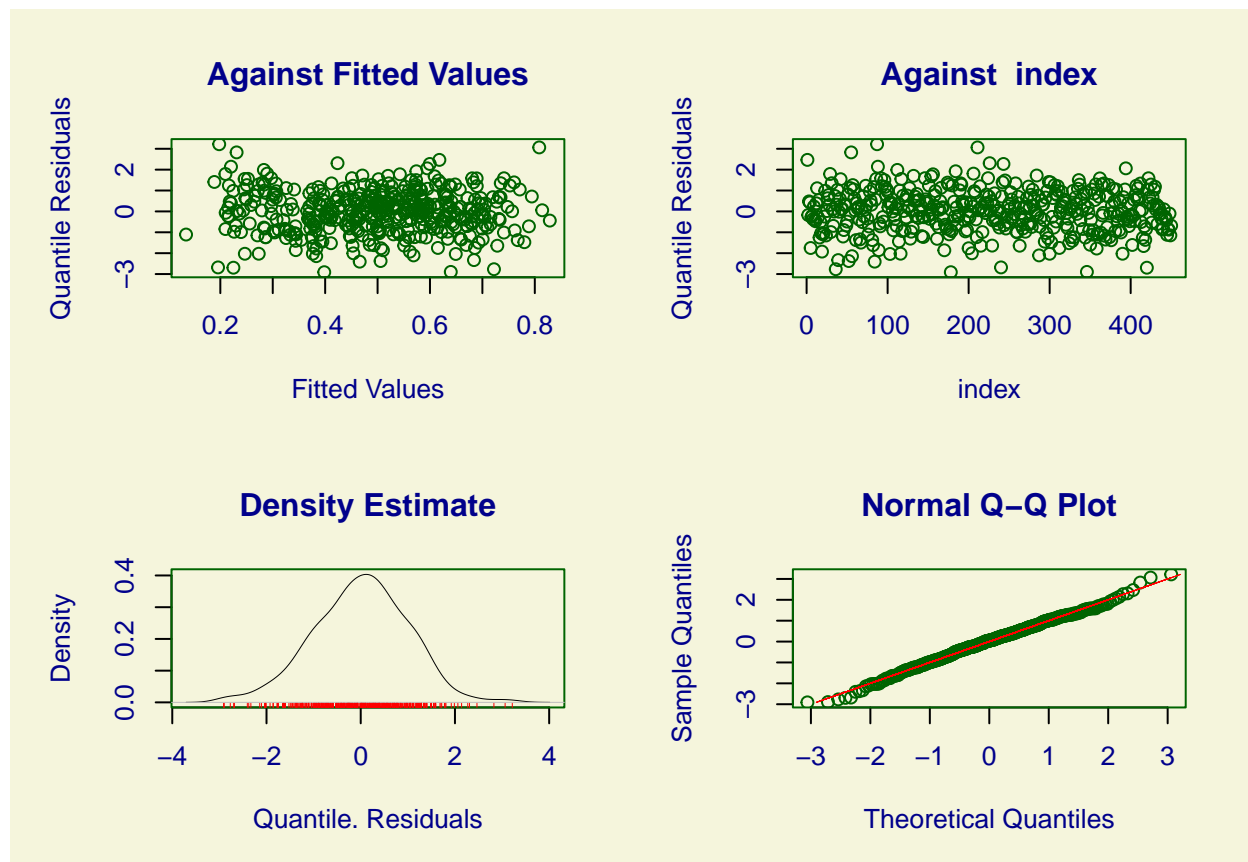 Against Fitted Values
Quantile Residuals
−3 0 2
0.2 0.4 0.6 0.8
Fitted Values
Against  index
Quantile Residuals
−3 0 2
0 100 200 300 400
index
Density Estimate
Density
0.0 0.2 0.4
−4 −2 0 2 4
Quantile. Residuals
Normal Q−Q Plot
Sample Quantiles
−3 0 2
−3 −2 −1 0 1 2 3
Theoretical Quantiles